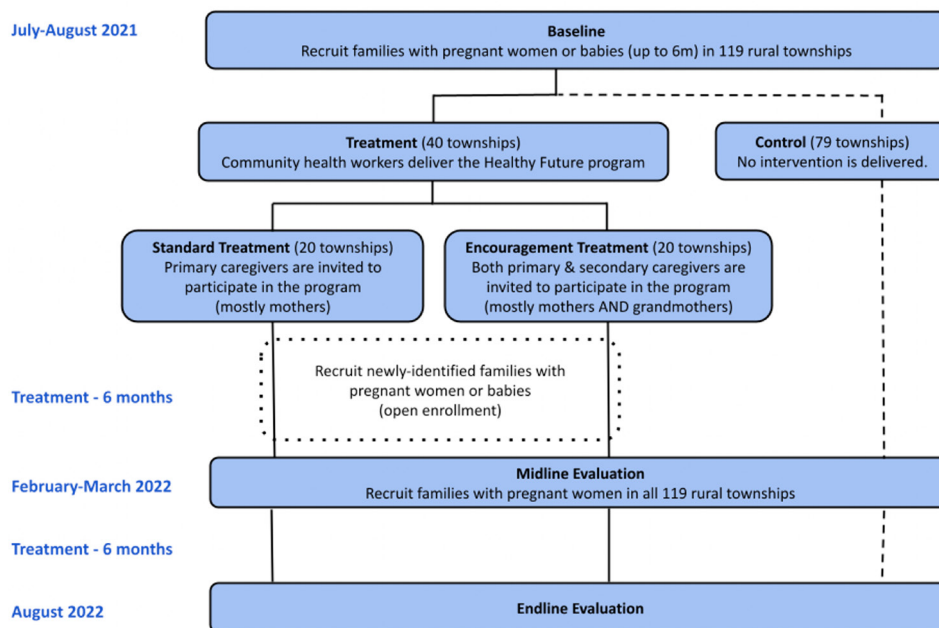 July-August 2021
Baseline
Recruit families with pregnant women or babies (up to 6m) in 119 rural townships
Treatment (40 townships)
Community health workers deliver the Healthy Future program
Control (79 townships)
No intervention is delivered.
Standard Treatment (20 townships)
Primary caregivers are invited to
participate in the program
(mostly mothers)
Encouragement Treatment (20 townships)
Both primary & secondary caregivers are
invited to participate in the program
(mostly mothers AND grandmothers)
Recruit newly-identified families with
pregnant women or babies
(open enrollment)
Treatment - 6 months
February-March 2022
Midline Evaluation
Recruit families with pregnant women in all 119 rural townships
Treatment - 6 months
August 2022
Endline Evaluation